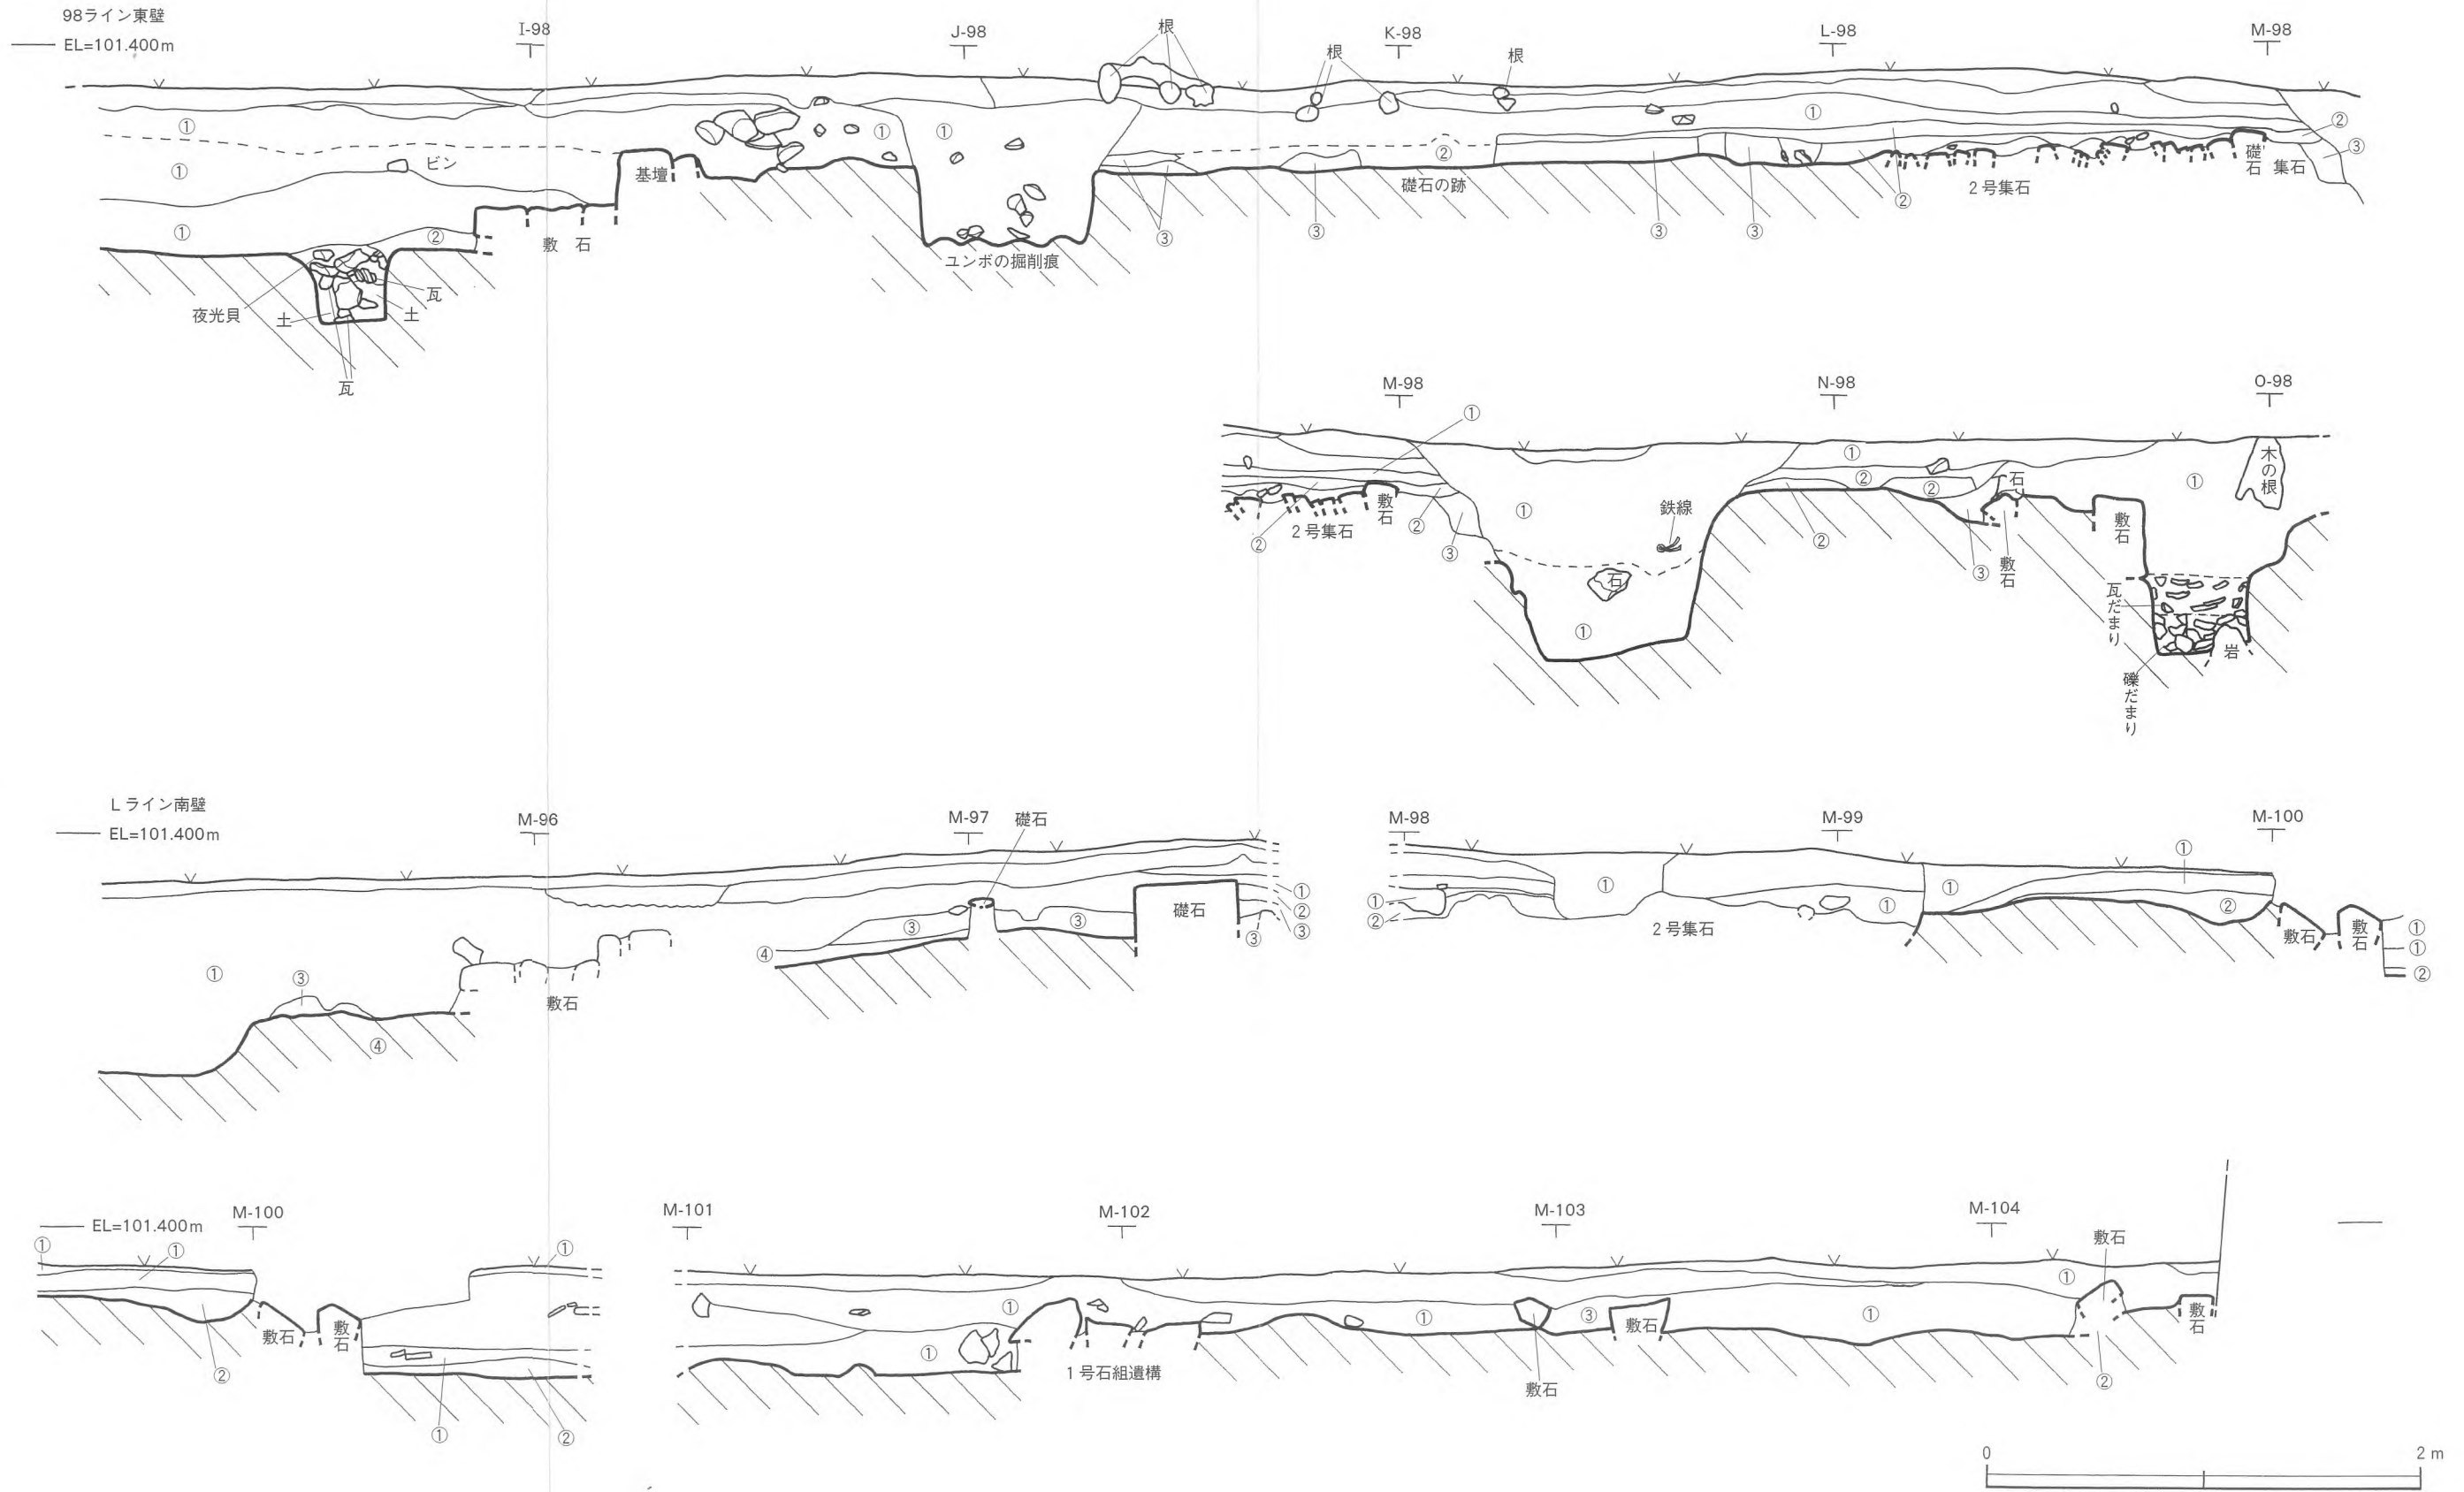 98ライン東壁
EL=101.400m
I-98
J-98
K-98
L-98
M-98
根
根
根
①
①
①
ビン
基壇
①
①
②
①
②
③
②
敷 石
礎石の跡
礎石
集石
2号集石
③
③
③
③
②
ユンボの掘削痕
夜光貝
土
瓦
土
瓦
M-98
N-98
O-98
①
①
②
②
石
①
木の根
敷石
②
2号集石
②
③
①
鉄線
石
①
②
③
敷石
敷石
瓦だまり
岩
礫だまり
Lライン南壁
EL=101.400m
M-96
M-97
礎石
M-98
M-99
M-100
①
③
④
敷石
④
③
③
礎石
①
②
③
③
①
②
①
2号集石
①
①
①
②
敷石
敷石
①
①
②
EL=101.400m
M-100
M-101
M-102
M-103
M-104
①
①
①
②
敷石
敷石
①
②
①
①
1号石組遺構
①
③
敷石
敷石
①
①
敷石
敷石
②
0
2 m